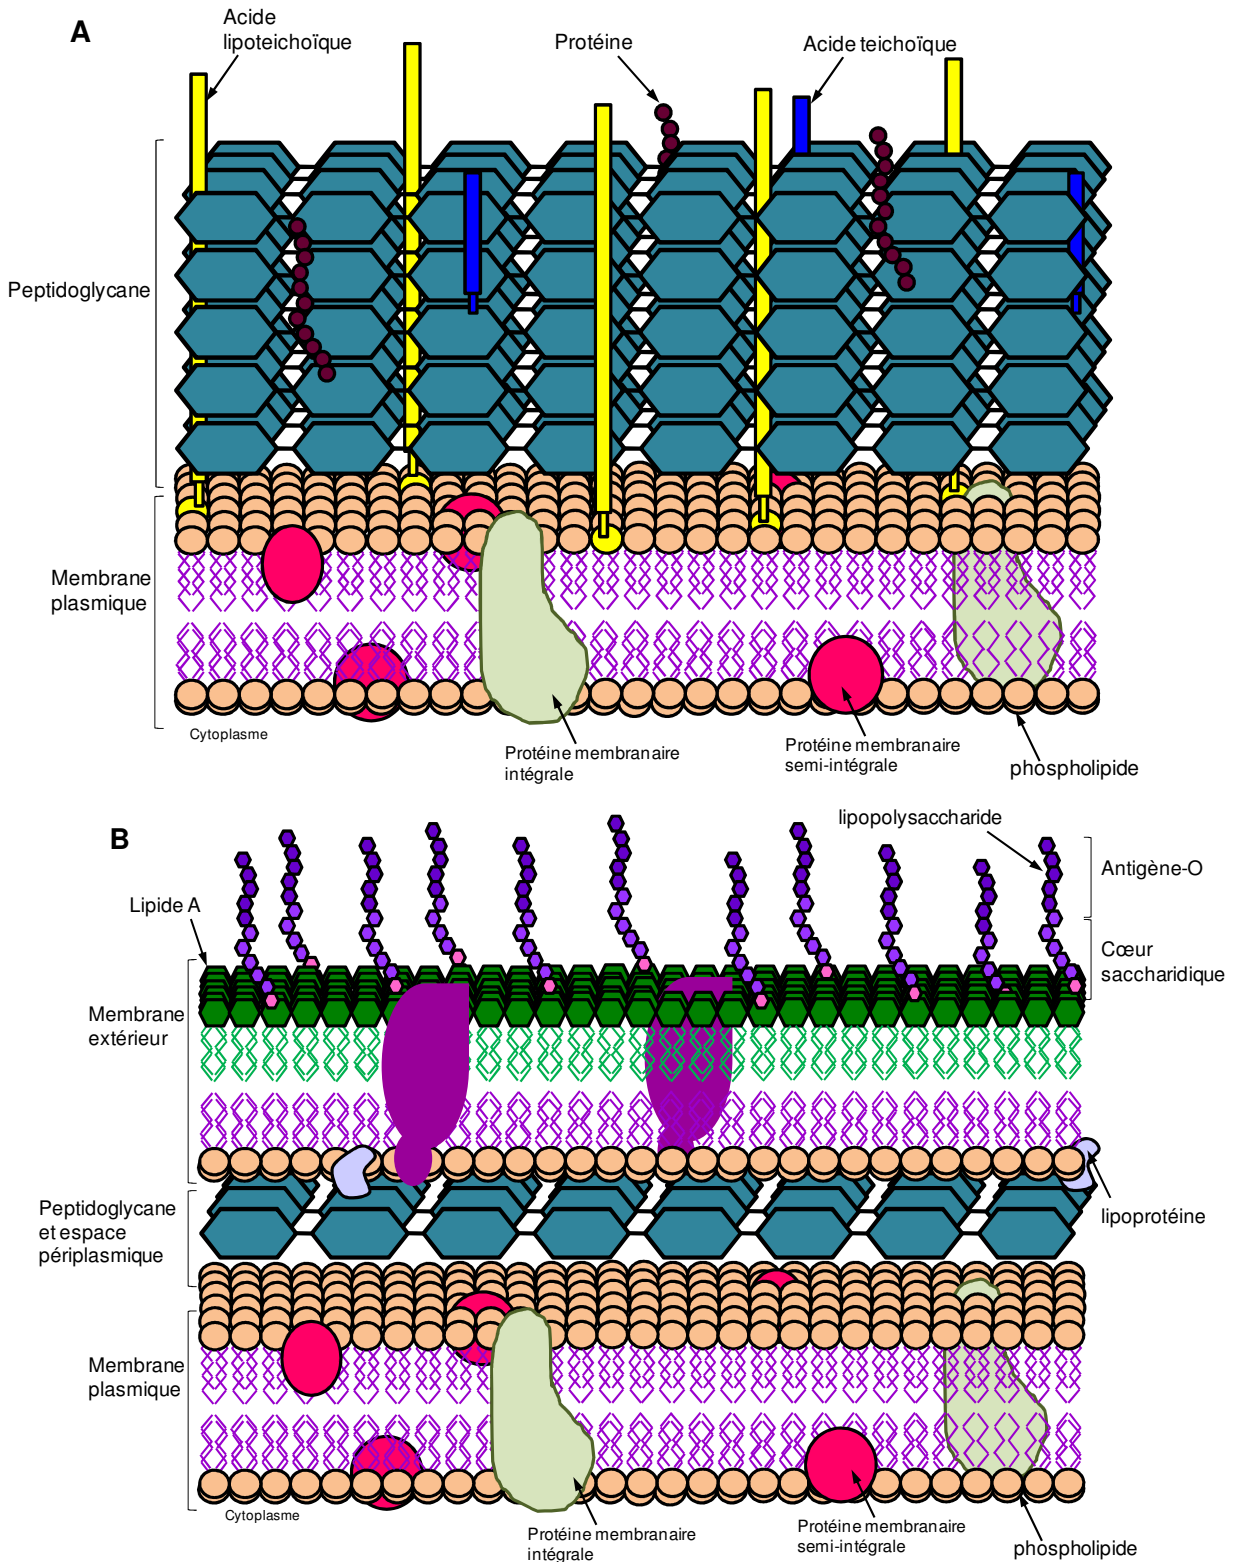 A
Acide
lipoteichoïque
Protéine
Acide teichoïque
Peptidoglycane
Membrane
plasmique
Cytoplasme
Protéine membranaire
intégrale
Protéine membranaire
semi-intégrale
phospholipide
B
lipopolysaccharide
Antigène-O
Lipide A
Cœur
saccharidique
Membrane
extérieur
Peptidoglycane
et espace
périplasmique
lipoprotéine
Membrane
plasmique
Cytoplasme
Protéine membranaire
intégrale
Protéine membranaire
semi-intégrale
phospholipide